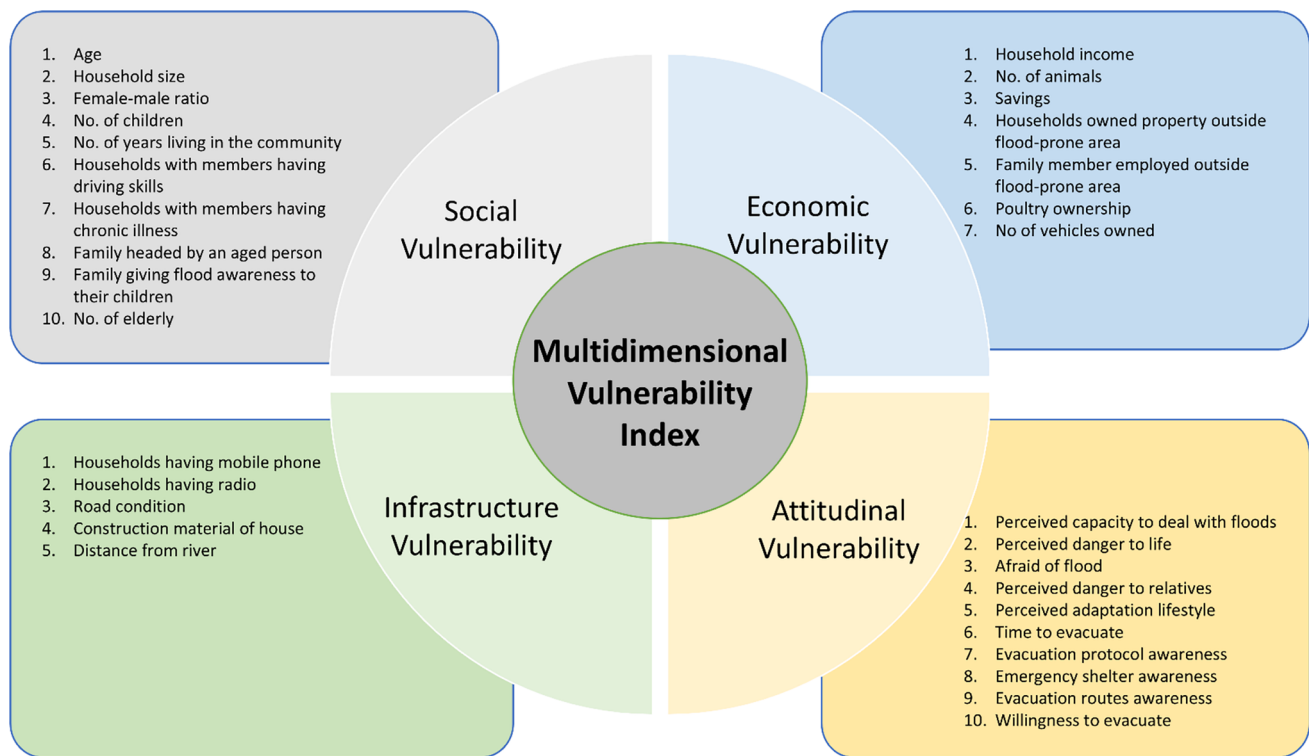 1. Age
2. Household size
3. Female-male ratio
4. No. of children
5. No. of years living in the community
6. Households with members having
driving skills
7. Households with members having
chronic illness
8. Family headed by an aged person
9. Family giving flood awareness to
their children
10. No. of elderly
Social
Vulnerability
Economic
Vulnerability
1. Household income
2. No. of animals
3. Savings
4. Households owned property outside
flood-prone area
5. Family member employed outside
flood-prone area
6. Poultry ownership
7. No of vehicles owned
Multidimensional
Vulnerability
Index
1. Households having mobile phone
2. Households having radio
3. Road condition
4. Construction material of house
5. Distance from river
Infrastructure
Vulnerability
Attitudinal
Vulnerability
1. Perceived capacity to deal with floods
2. Perceived danger to life
3. Afraid of flood
4. Perceived danger to relatives
5. Perceived adaptation lifestyle
6. Time to evacuate
7. Evacuation protocol awareness
8. Emergency shelter awareness
9. Evacuation routes awareness
10. Willingness to evacuate